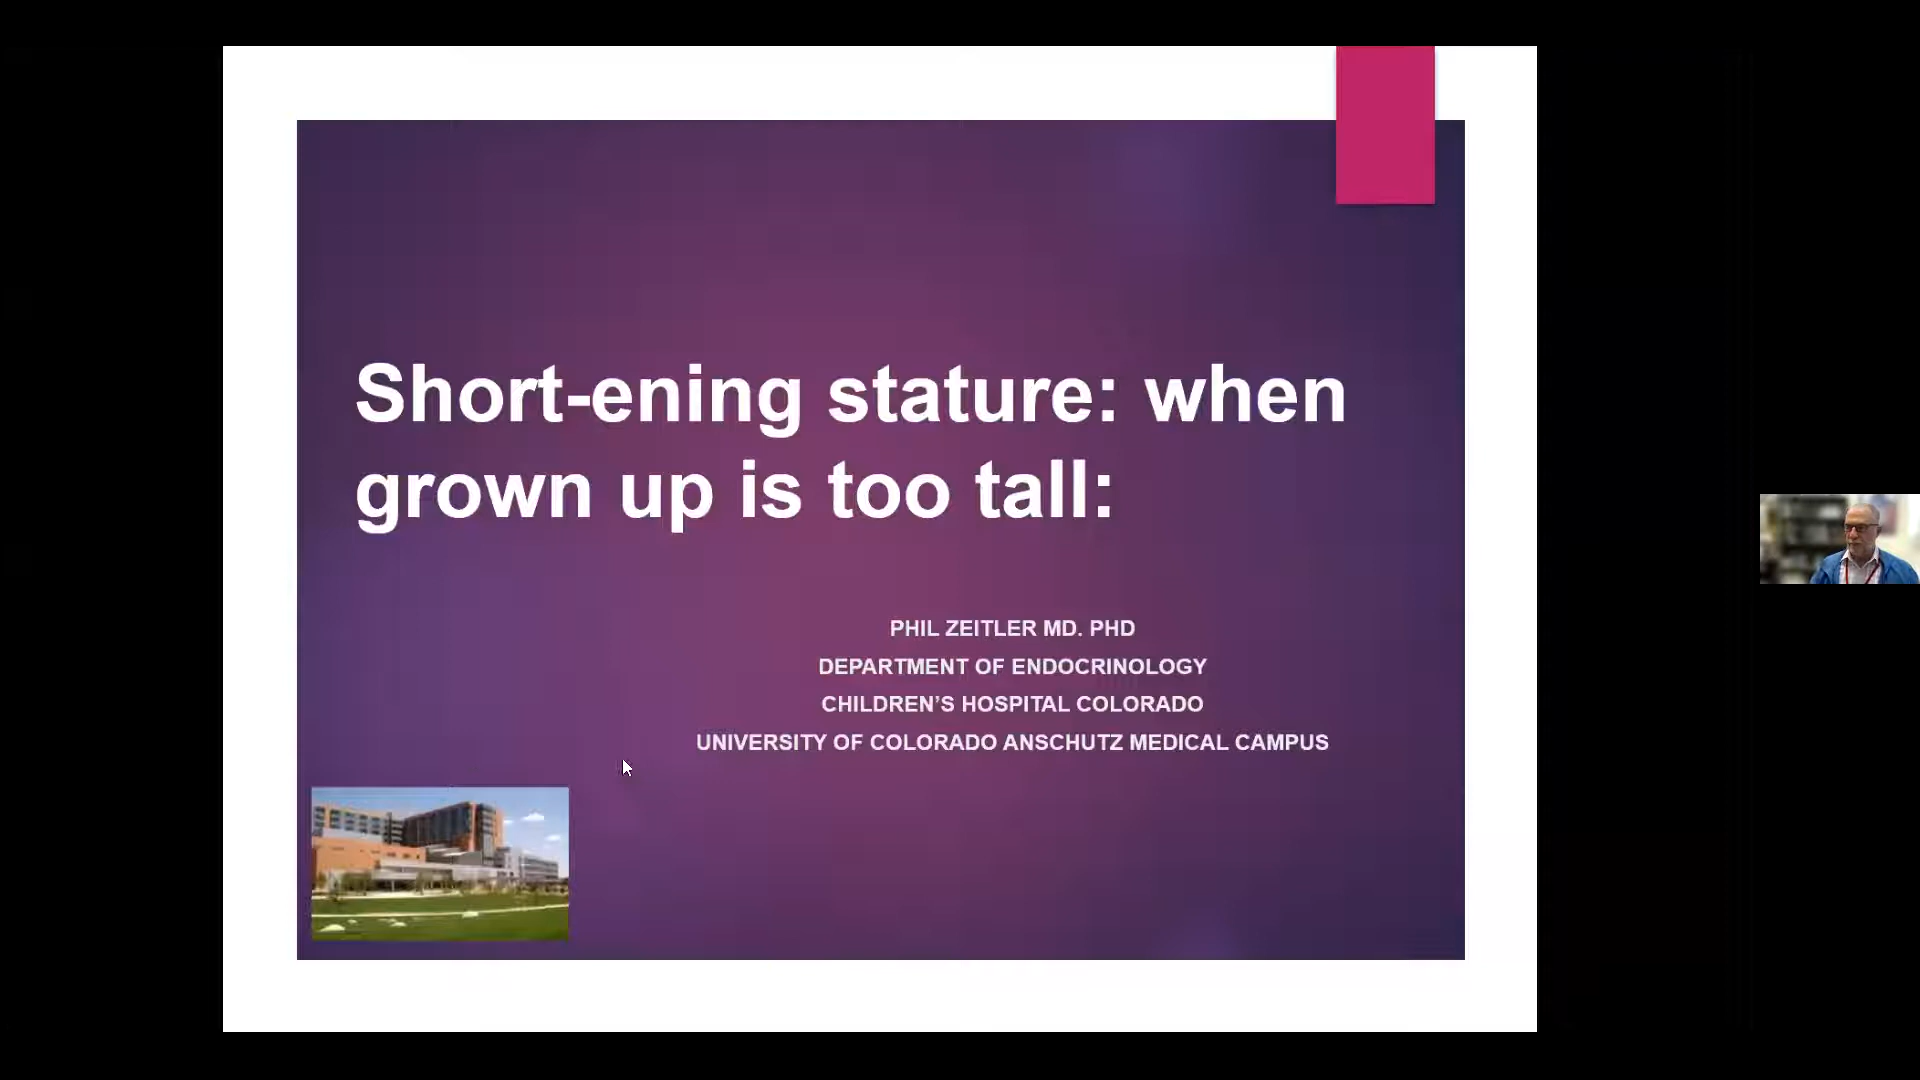 Short-ening stature: when
grown up is too tall:
PHIL ZEITLER MD. PHD
DEPARTMENT OF ENDOCRINOLOGY
CHILDREN’S HOSPITAL COLORADO
UNIVERSITY OF COLORADO ANSCHUTZ MEDICAL CAMPUS